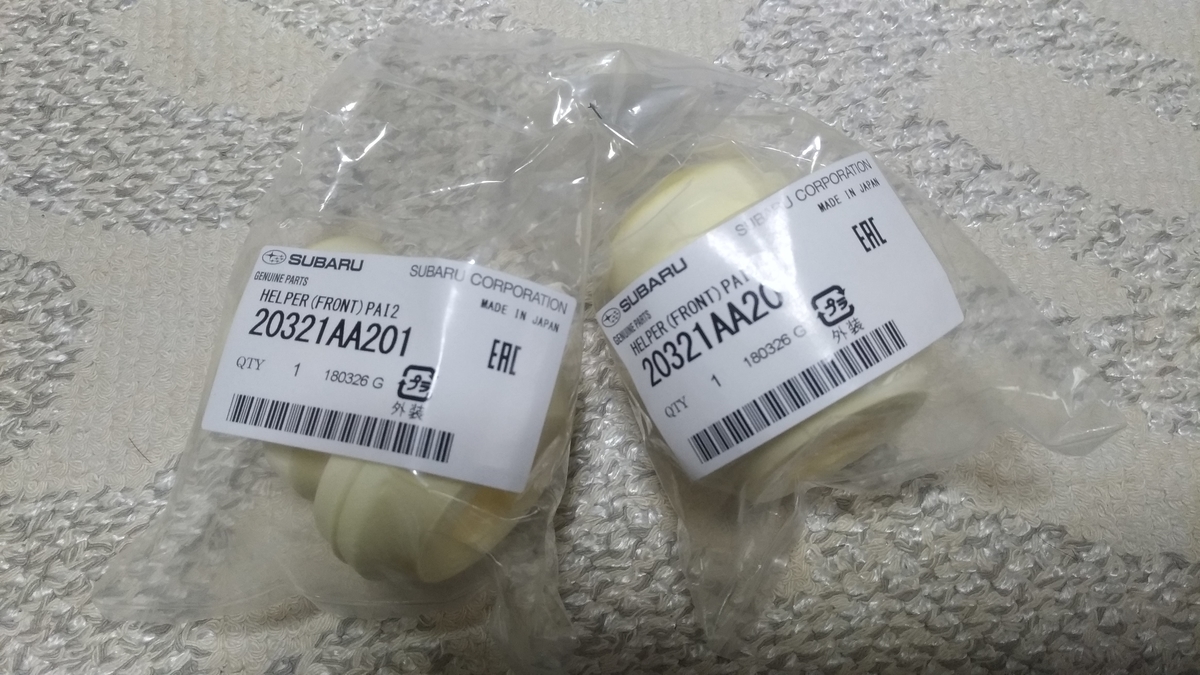 SUBARU
SUBARU CORPORATION
GENUINE PARTS
MADE IN JAPAN
HELPER(FRONT)PAI2
20321AA201
EAC
QTY 1 180326 G
プラ
外装
SUBARU
SUBARU CORPORATION
GENUINE PARTS
MADE IN JAPAN
HELPER(FRONT)PAI
20321AA20
EAC
QTY 1 180326 G
プラ
外装